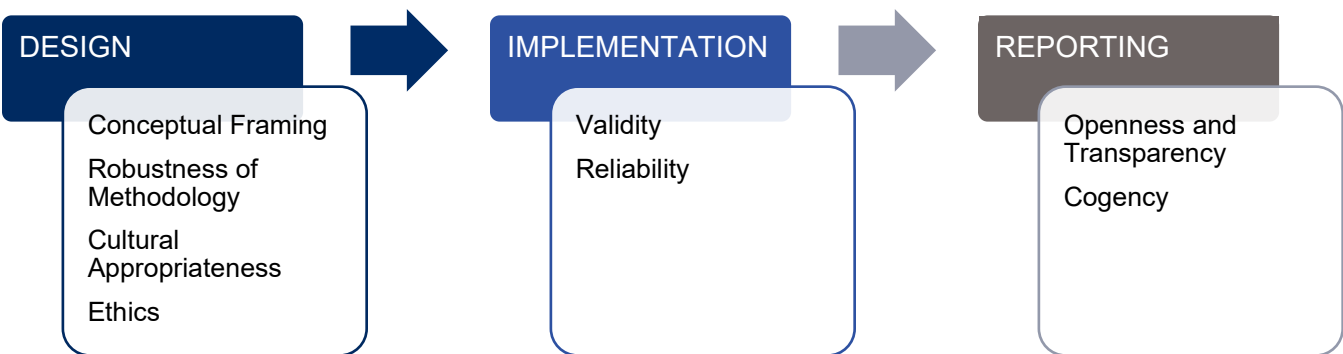 DESIGN
Conceptual Framing
Robustness of
Methodology
Cultural
Appropriateness
Ethics
IMPLEMENTATION
Validity
Reliability
REPORTING
Openness and
Transparency
Cogency